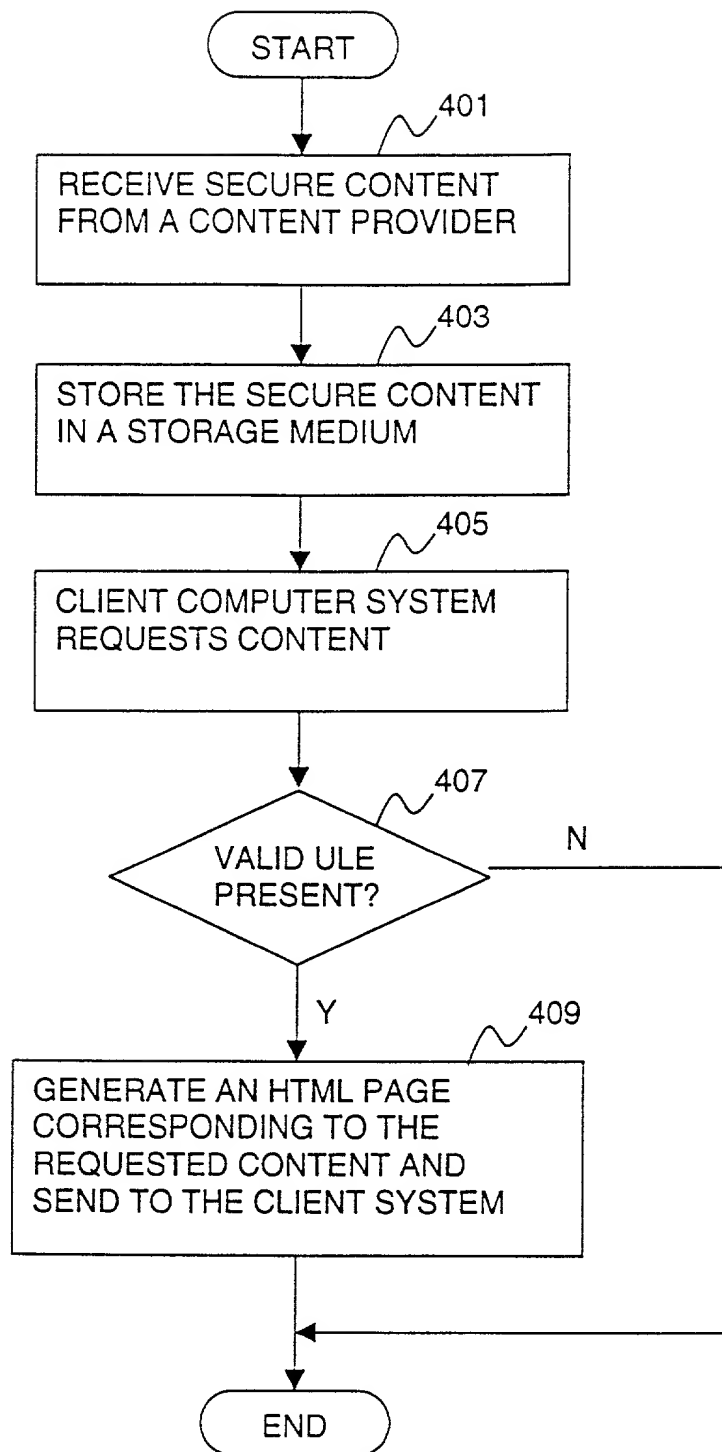 START
401
RECEIVE SECURE CONTENT
FROM A CONTENT PROVIDER
403
STORE THE SECURE CONTENT
IN A STORAGE MEDIUM
405
CLIENT COMPUTER SYSTEM
REQUESTS CONTENT
407
VALID ULE
PRESENT?
N
Y
409
GENERATE AN HTML PAGE
CORRESPONDING TO THE
REQUESTED CONTENT AND
SEND TO THE CLIENT SYSTEM
END